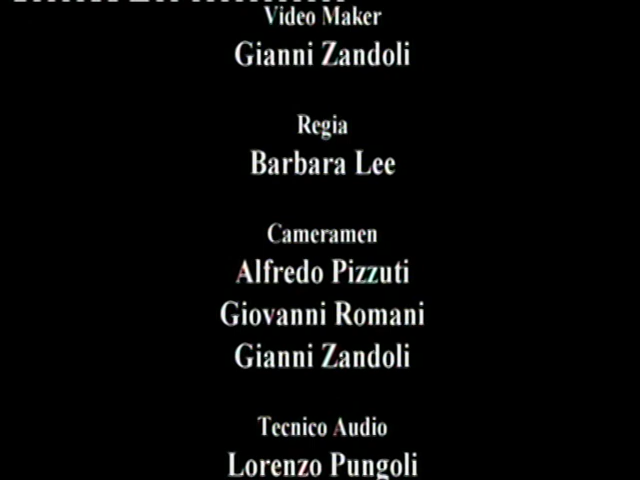 Video Maker
Gianni Zandoli
Regia
Barbara Lee
Cameramen
Alfredo Pizzuti
Giovanni Romani
Gianni Zandoli
Tecnico Audio
Lorenzo Pungoli